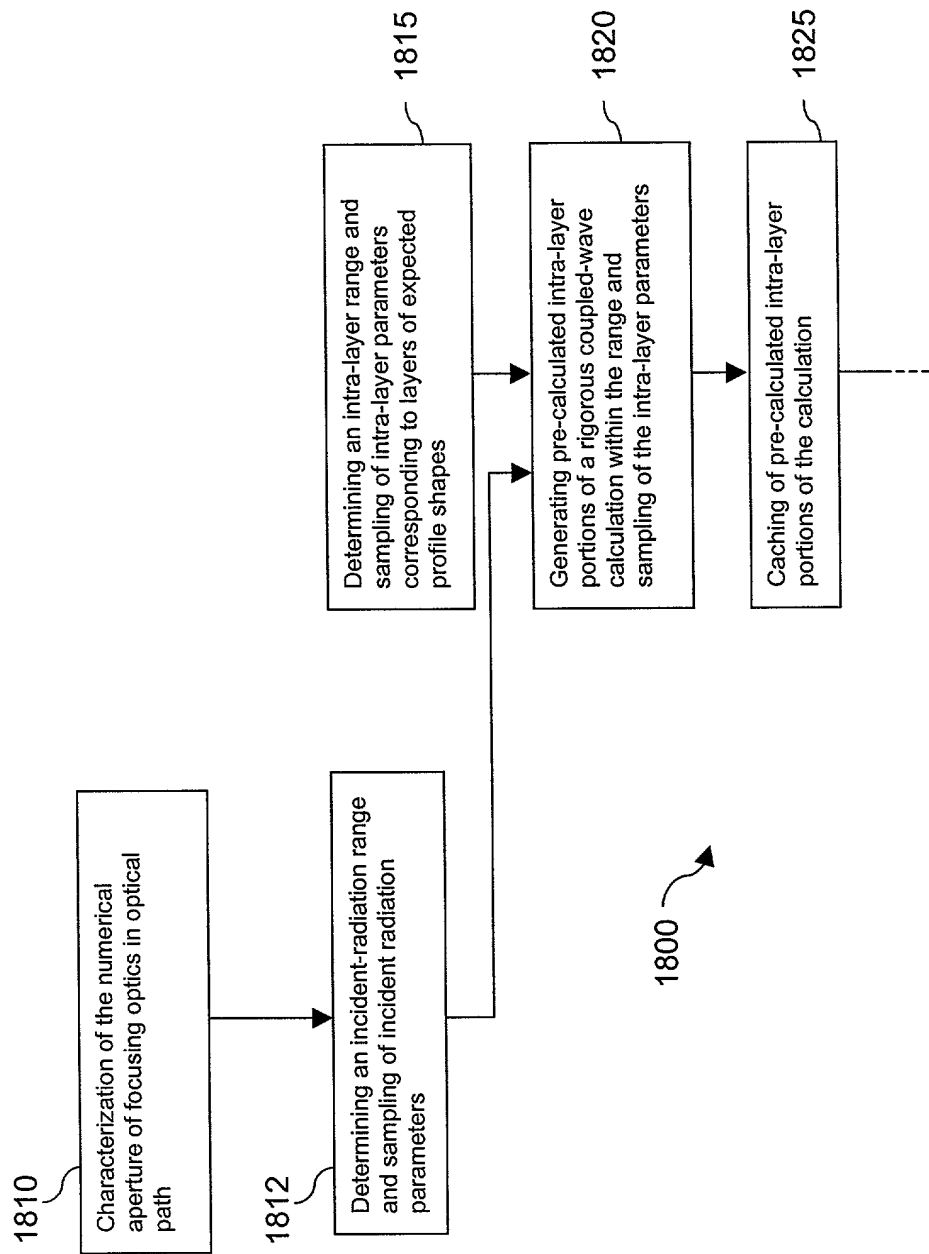 1810
Characterization of the numerical
aperture of focusing optics in optical
path
1812
Determining an incident-radiation range
and sampling of incident radiation
parameters
1815
Determining an intra-layer range and
sampling of intra-layer parameters
corresponding to layers of expected
profile shapes
1820
Generating pre-calculated intra-layer
portions of a rigorous coupled-wave
calculation within the range and
sampling of the intra-layer parameters
1825
Caching of pre-calculated intra-layer
portions of the calculation
1800